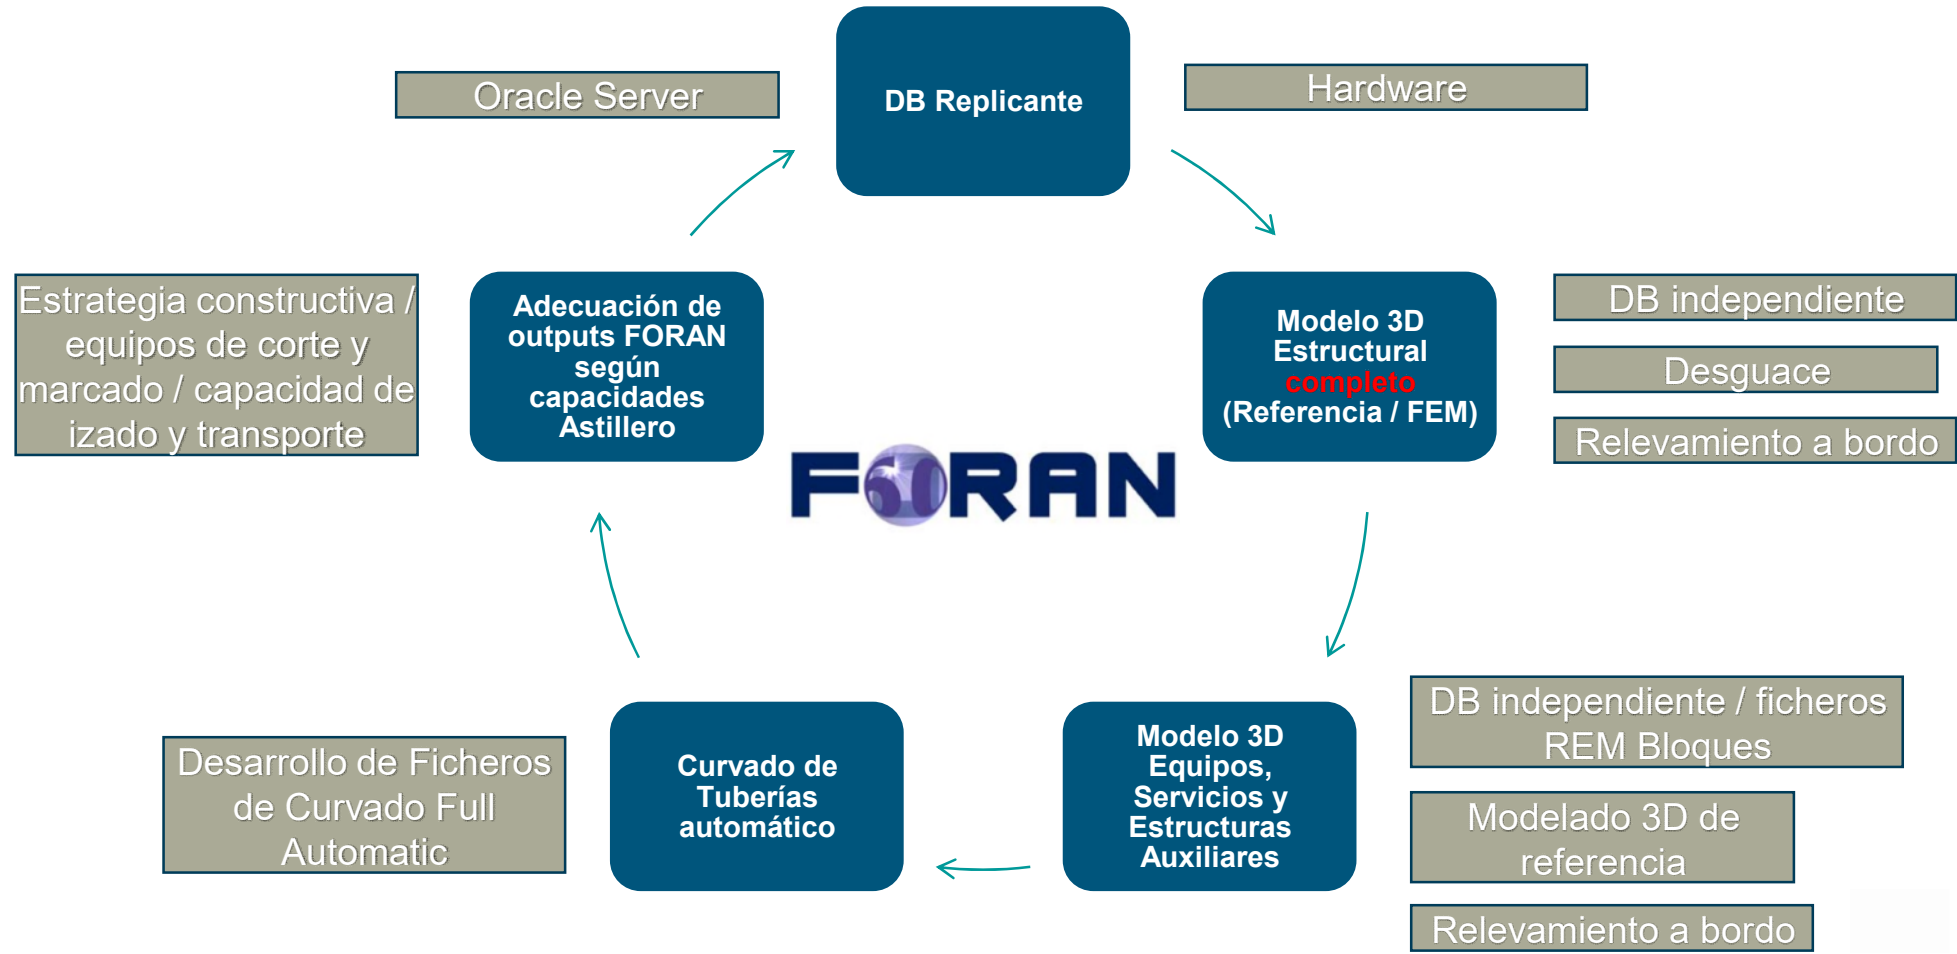 Oracle Server
DB Replicante
Hardware
Estrategia constructiva /
equipos de corte y
marcado / capacidad de
izado y transporte
Adecuación de
outputs FORAN
según
capacidades
Astillero
Modelo 3D
Estructural
completo
(Referencia / FEM)
DB independiente
Desguace
Relevamiento a bordo
FORAN
60
Desarrollo de Ficheros
de Curvado Full
Automatic
Curvado de
Tuberías
automático
Modelo 3D
Equipos,
Servicios y
Estructuras
Auxiliares
DB independiente / ficheros
REM Bloques
Modelado 3D de
referencia
Relevamiento a bordo